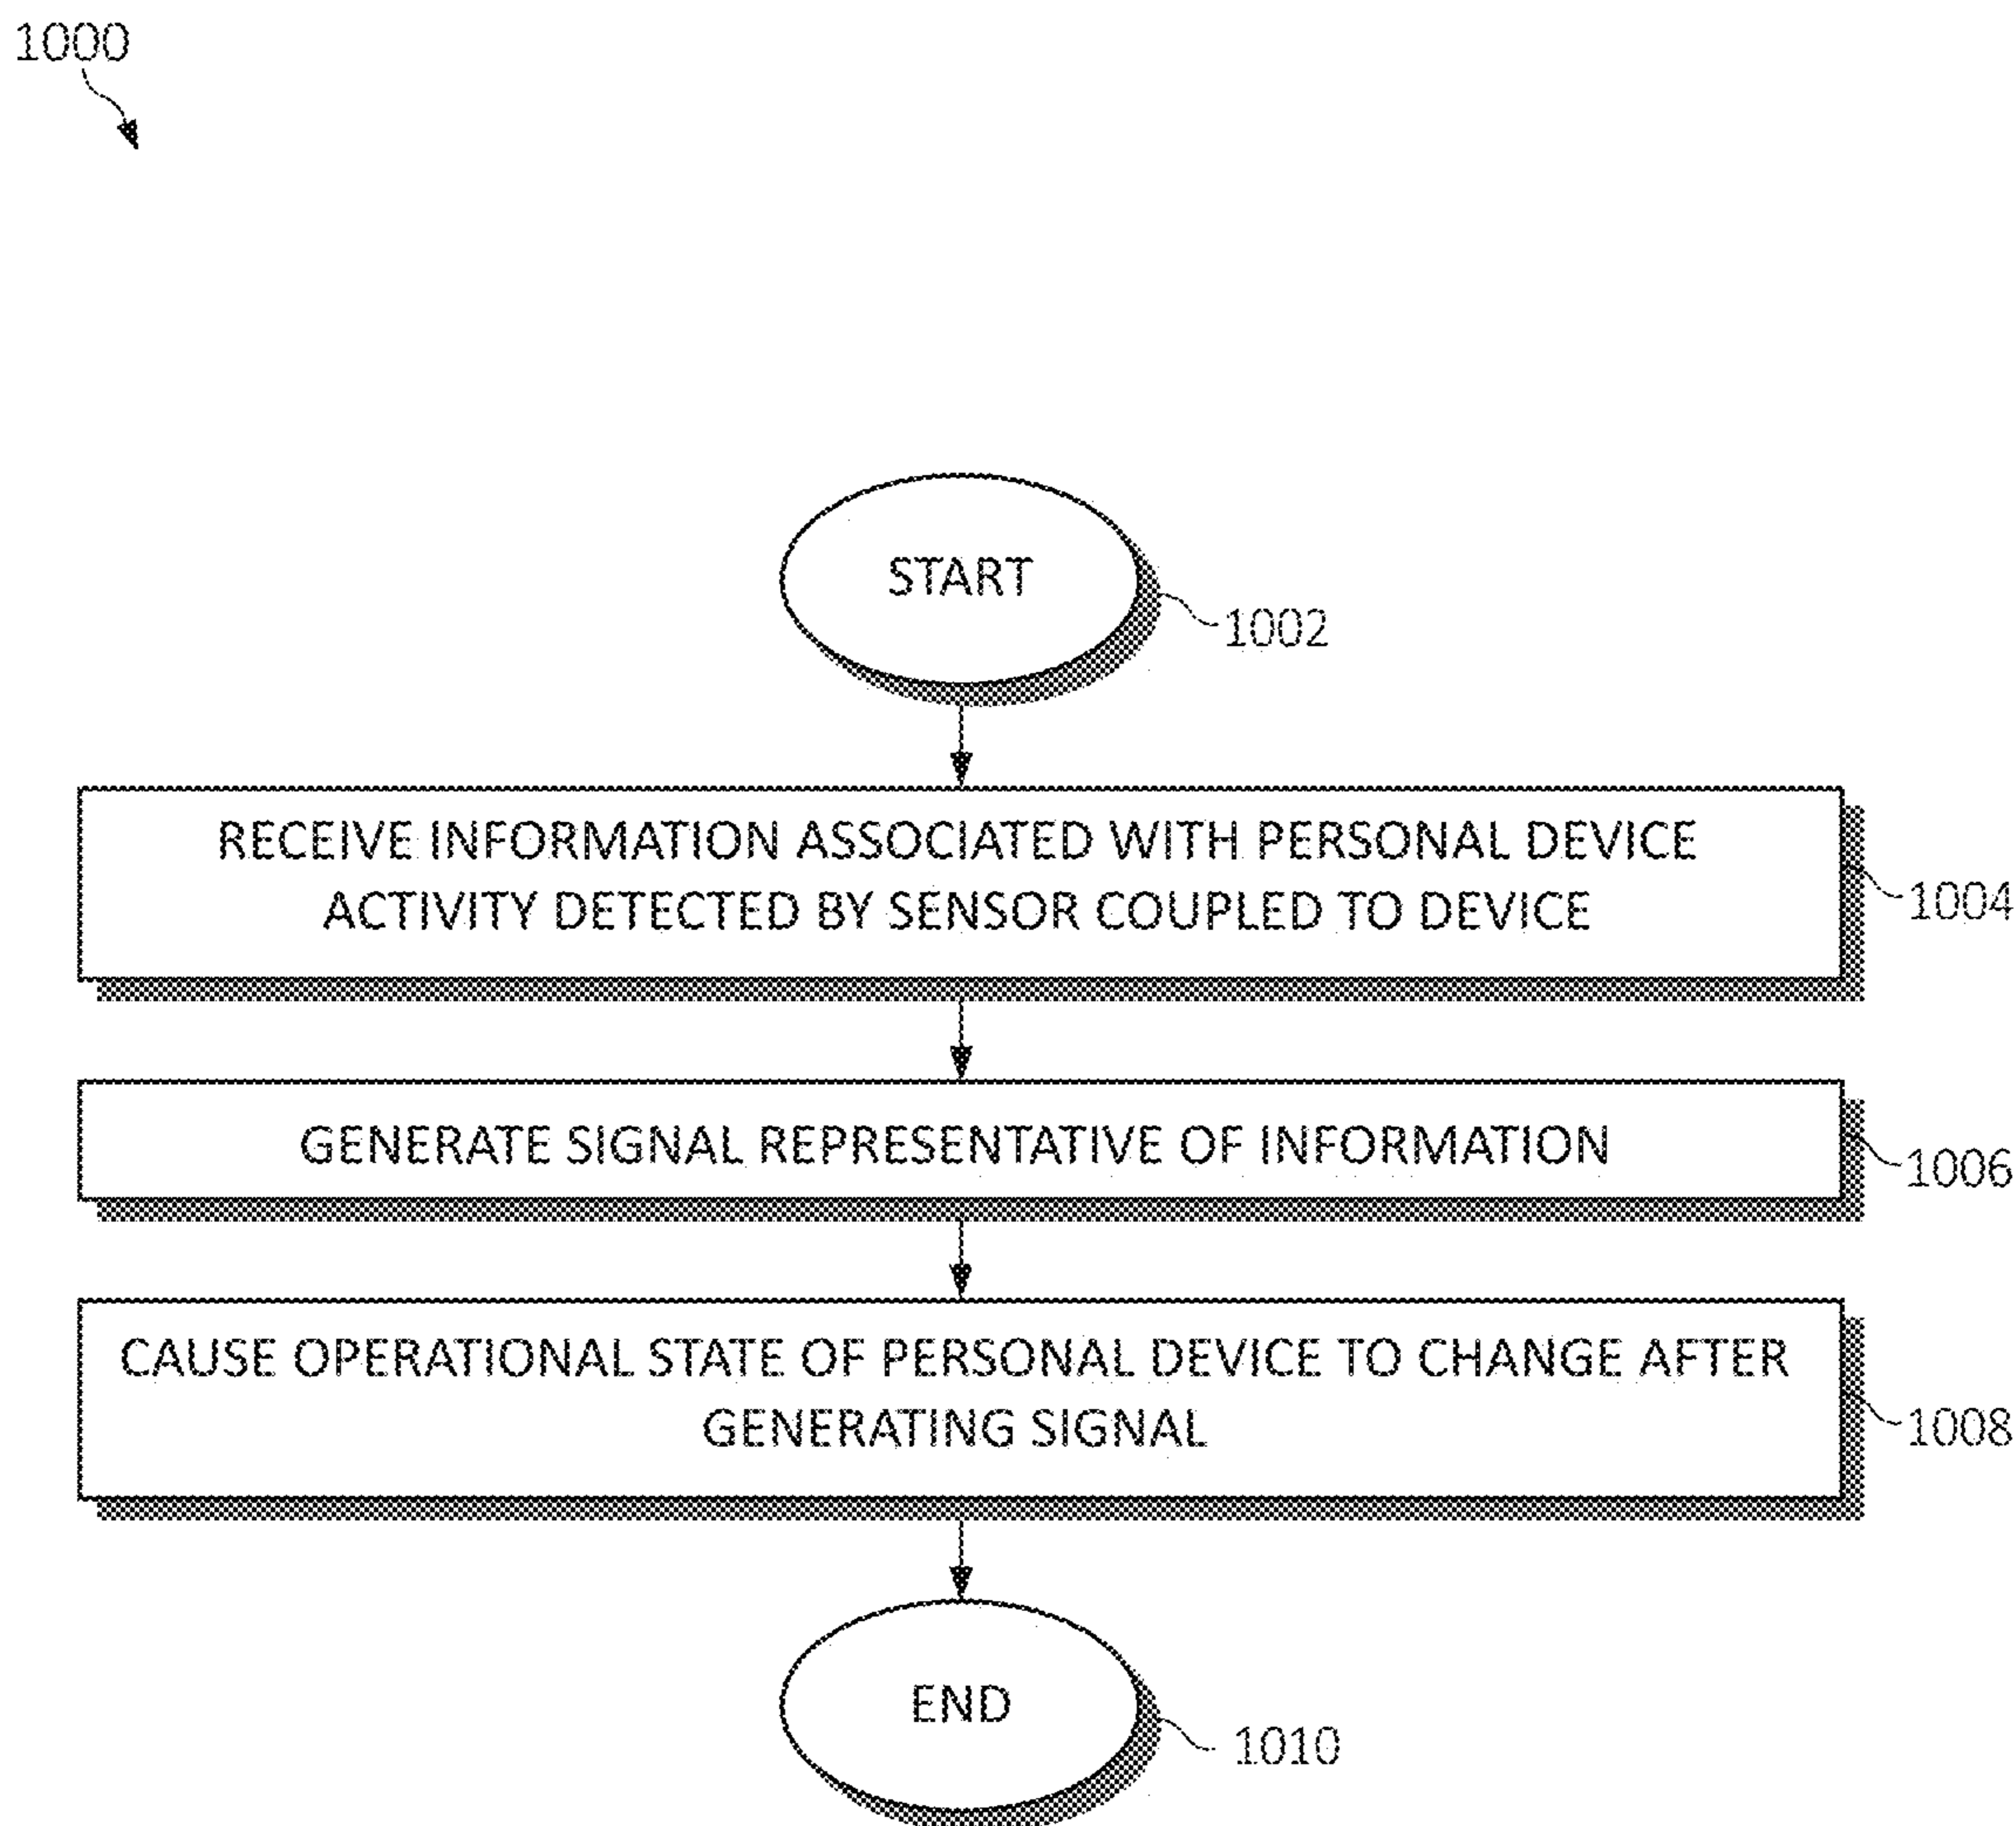 1000
START
1002
RECEIVE INFORMATION ASSOCIATED WITH PERSONAL DEVICE
ACTIVITY DETECTED BY SENSOR COUPLED TO DEVICE
1004
GENERATE SIGNAL REPRESENTATIVE OF INFORMATION
1006
CAUSE OPERATIONAL STATE OF PERSONAL DEVICE TO CHANGE AFTER
GENERATING SIGNAL
1008
END
1010